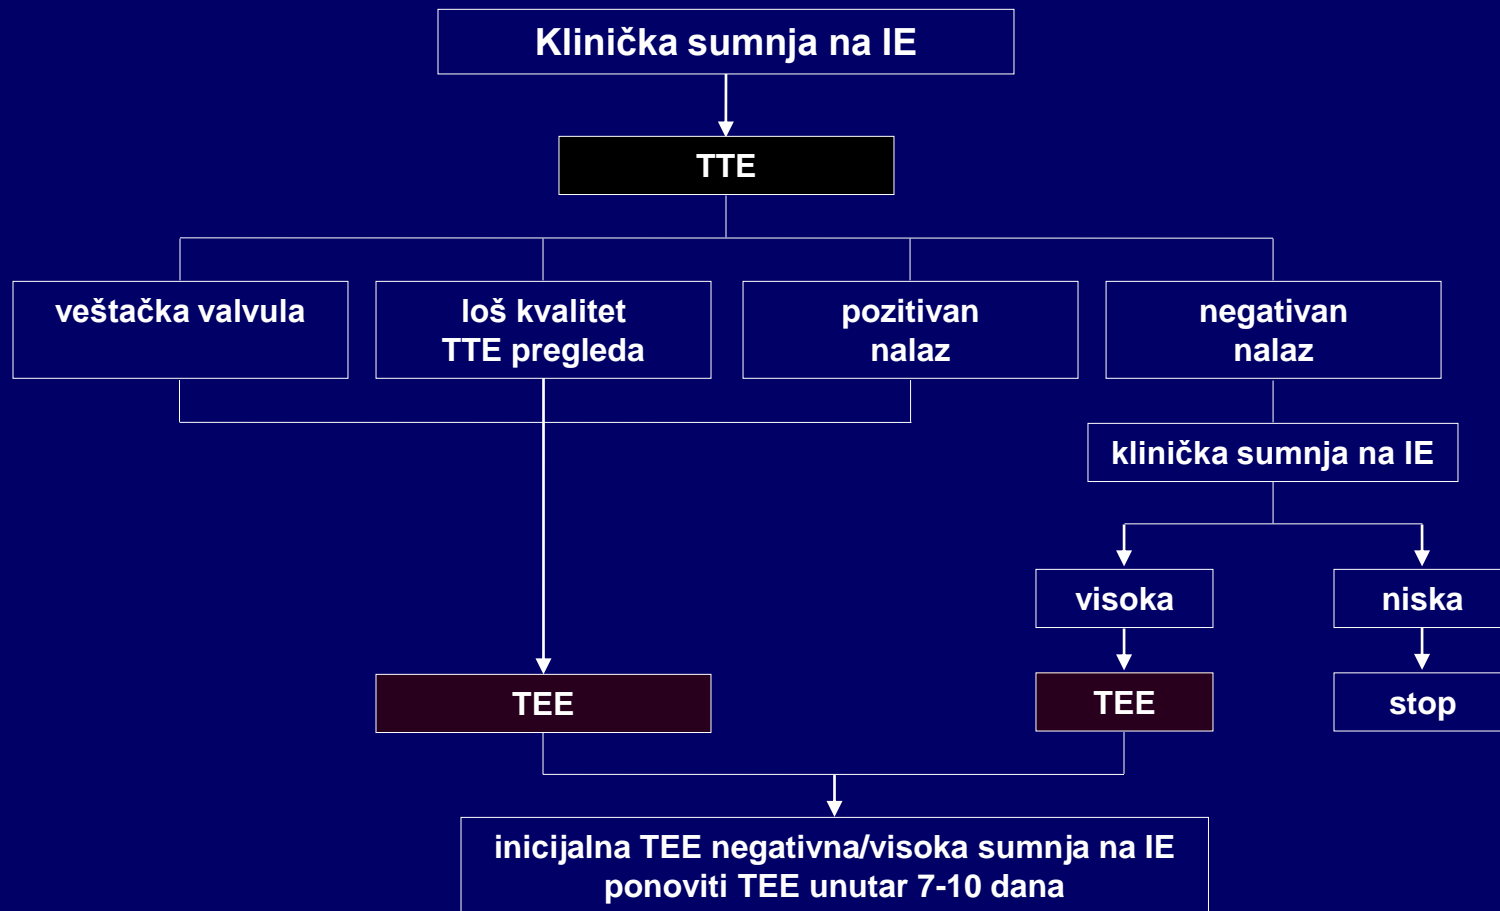 Klinička sumnja na IE
TTE
veštačka valvula
loš kvalitet
TTE pregleda
pozitivan
nalaz
negativan
nalaz
klinička sumnja na IE
visoka
niska
TEE
TEE
stop
inicijalna TEE negativna/visoka sumnja na IE
ponoviti TEE unutar 7-10 dana